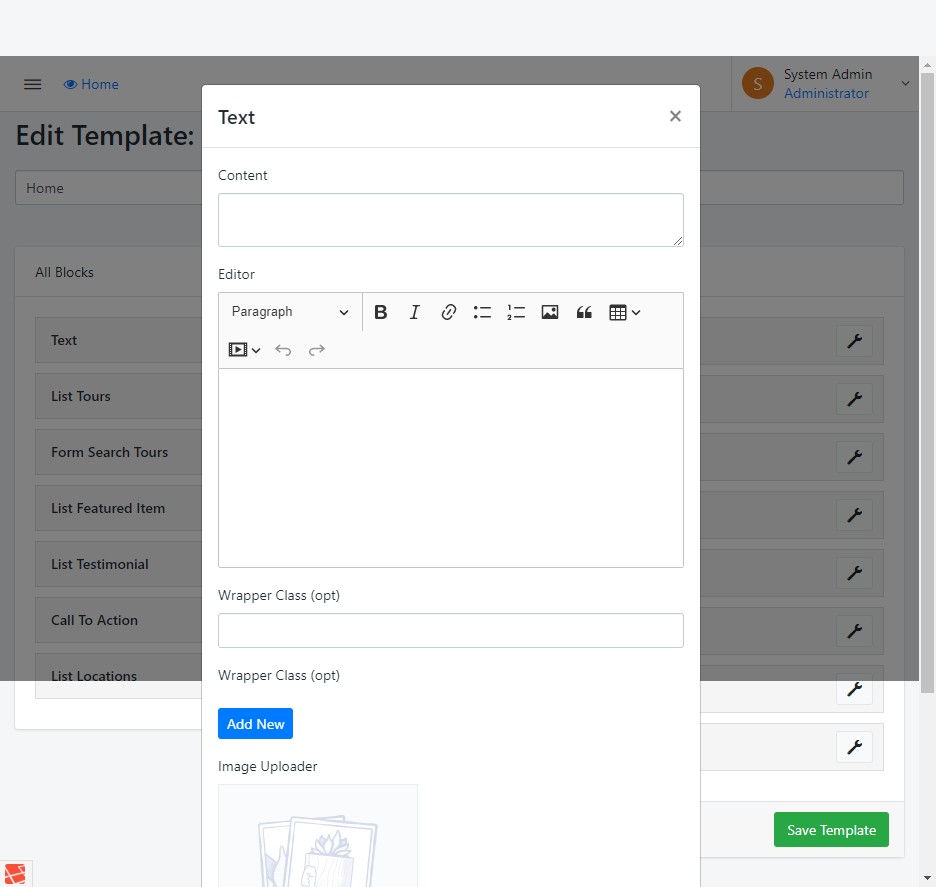 Home
S
System Admin
Administrator
Edit Template:
Home
All Blocks
Text
List Tours
Form Search Tours
List Featured Item
List Testimonial
Call To Action
List Locations
Text
×
Content
Editor
Paragraph
B I
Wrapper Class (opt)
Wrapper Class (opt)
Add New
Image Uploader
Save Template